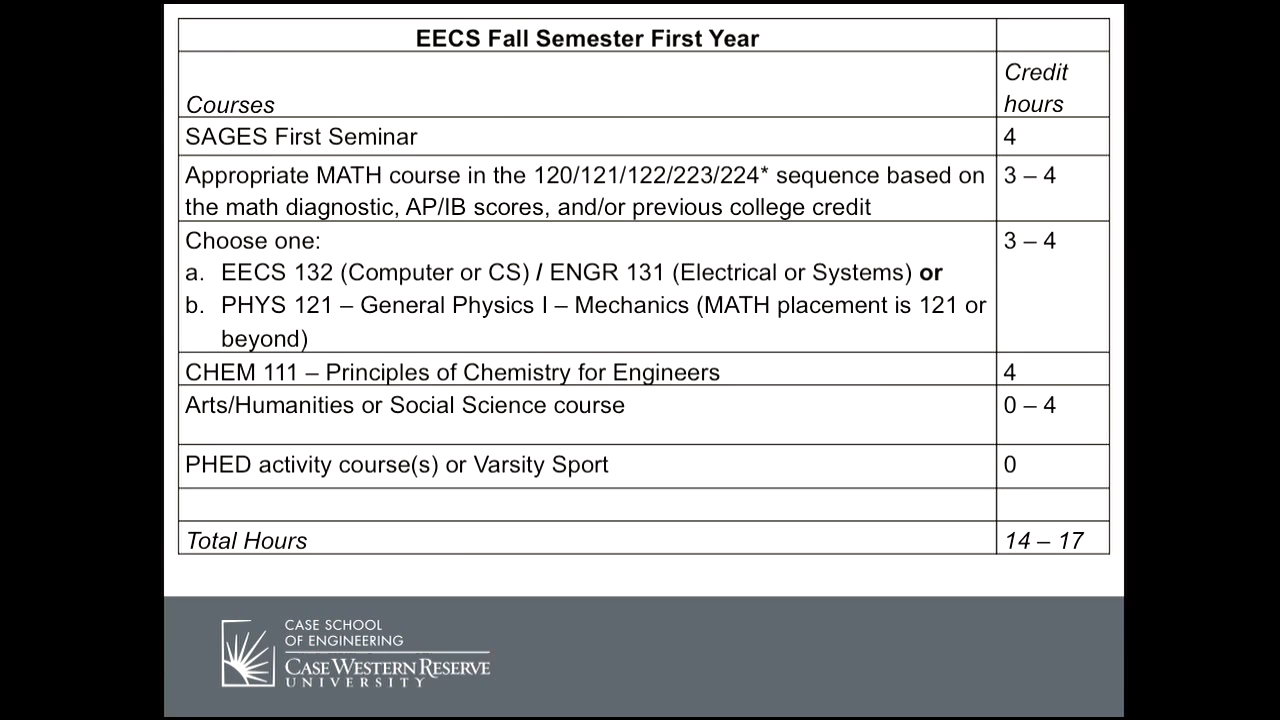 EECS Fall Semester First Year
Courses
Credit
hours
SAGES First Seminar
4
Appropriate MATH course in the 120/121/122/223/224* sequence based on
the math diagnostic, AP/IB scores, and/or previous college credit
3 – 4
Choose one:
3 – 4
a. EECS 132 (Computer or CS) / ENGR 131 (Electrical or Systems) or
b. PHYS 121 – General Physics I – Mechanics (MATH placement is 121 or
beyond)
CHEM 111 – Principles of Chemistry for Engineers
4
Arts/Humanities or Social Science course
0 – 4
PHED activity course(s) or Varsity Sport
0
Total Hours
14 – 17
CASE SCHOOL
OF ENGINEERING
CASE WESTERN RESERVE
UNIVERSITY